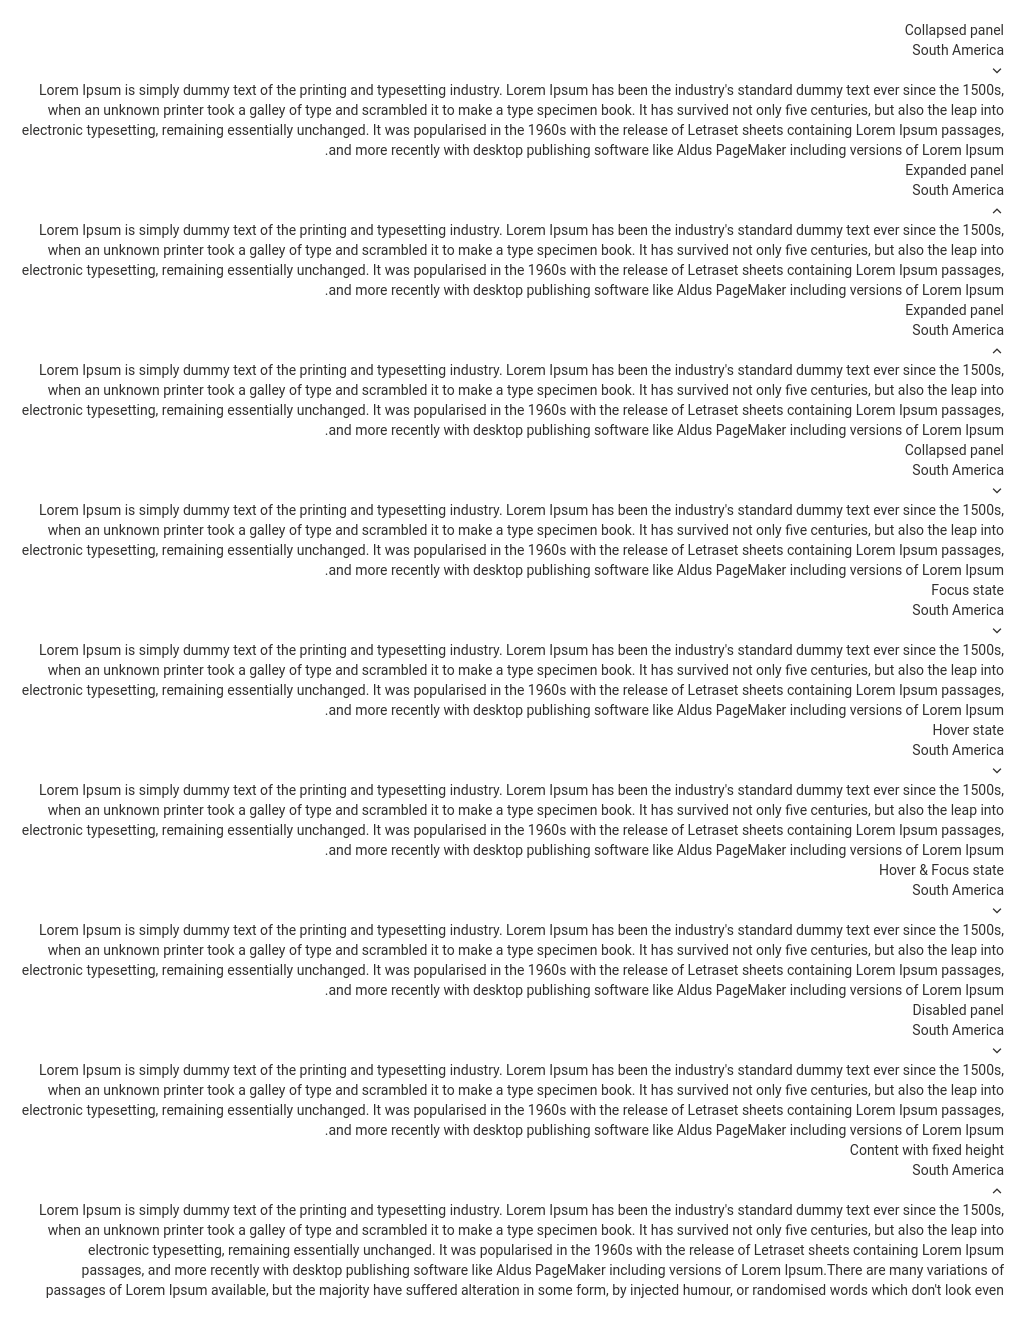 Collapsed panel
South America
Lorem Ipsum is simply dummy text of the printing and typesetting industry. Lorem Ipsum has been the industry's standard dummy text ever since the 1500s,
when an unknown printer took a galley of type and scrambled it to make a type specimen book. It has survived not only five centuries, but also the leap into
electronic typesetting, remaining essentially unchanged. It was popularised in the 1960s with the release of Letraset sheets containing Lorem Ipsum passages,
.and more recently with desktop publishing software like Aldus PageMaker including versions of Lorem Ipsum
Expanded panel
South America
Lorem Ipsum is simply dummy text of the printing and typesetting industry. Lorem Ipsum has been the industry's standard dummy text ever since the 1500s,
when an unknown printer took a galley of type and scrambled it to make a type specimen book. It has survived not only five centuries, but also the leap into
electronic typesetting, remaining essentially unchanged. It was popularised in the 1960s with the release of Letraset sheets containing Lorem Ipsum passages,
.and more recently with desktop publishing software like Aldus PageMaker including versions of Lorem Ipsum
Expanded panel
South America
Lorem Ipsum is simply dummy text of the printing and typesetting industry. Lorem Ipsum has been the industry's standard dummy text ever since the 1500s,
when an unknown printer took a galley of type and scrambled it to make a type specimen book. It has survived not only five centuries, but also the leap into
electronic typesetting, remaining essentially unchanged. It was popularised in the 1960s with the release of Letraset sheets containing Lorem Ipsum passages,
.and more recently with desktop publishing software like Aldus PageMaker including versions of Lorem Ipsum
Collapsed panel
South America
Lorem Ipsum is simply dummy text of the printing and typesetting industry. Lorem Ipsum has been the industry's standard dummy text ever since the 1500s,
when an unknown printer took a galley of type and scrambled it to make a type specimen book. It has survived not only five centuries, but also the leap into
electronic typesetting, remaining essentially unchanged. It was popularised in the 1960s with the release of Letraset sheets containing Lorem Ipsum passages,
.and more recently with desktop publishing software like Aldus PageMaker including versions of Lorem Ipsum
Focus state
South America
Lorem Ipsum is simply dummy text of the printing and typesetting industry. Lorem Ipsum has been the industry's standard dummy text ever since the 1500s,
when an unknown printer took a galley of type and scrambled it to make a type specimen book. It has survived not only five centuries, but also the leap into
electronic typesetting, remaining essentially unchanged. It was popularised in the 1960s with the release of Letraset sheets containing Lorem Ipsum passages,
.and more recently with desktop publishing software like Aldus PageMaker including versions of Lorem Ipsum
Hover state
South America
Lorem Ipsum is simply dummy text of the printing and typesetting industry. Lorem Ipsum has been the industry's standard dummy text ever since the 1500s,
when an unknown printer took a galley of type and scrambled it to make a type specimen book. It has survived not only five centuries, but also the leap into
electronic typesetting, remaining essentially unchanged. It was popularised in the 1960s with the release of Letraset sheets containing Lorem Ipsum passages,
.and more recently with desktop publishing software like Aldus PageMaker including versions of Lorem Ipsum
Hover & Focus state
South America
Lorem Ipsum is simply dummy text of the printing and typesetting industry. Lorem Ipsum has been the industry's standard dummy text ever since the 1500s,
when an unknown printer took a galley of type and scrambled it to make a type specimen book. It has survived not only five centuries, but also the leap into
electronic typesetting, remaining essentially unchanged. It was popularised in the 1960s with the release of Letraset sheets containing Lorem Ipsum passages,
.and more recently with desktop publishing software like Aldus PageMaker including versions of Lorem Ipsum
Disabled panel
South America
Lorem Ipsum is simply dummy text of the printing and typesetting industry. Lorem Ipsum has been the industry's standard dummy text ever since the 1500s,
when an unknown printer took a galley of type and scrambled it to make a type specimen book. It has survived not only five centuries, but also the leap into
electronic typesetting, remaining essentially unchanged. It was popularised in the 1960s with the release of Letraset sheets containing Lorem Ipsum passages,
.and more recently with desktop publishing software like Aldus PageMaker including versions of Lorem Ipsum
Content with fixed height
South America
Lorem Ipsum is simply dummy text of the printing and typesetting industry. Lorem Ipsum has been the industry's standard dummy text ever since the 1500s,
when an unknown printer took a galley of type and scrambled it to make a type specimen book. It has survived not only five centuries, but also the leap into
electronic typesetting, remaining essentially unchanged. It was popularised in the 1960s with the release of Letraset sheets containing Lorem Ipsum
passages, and more recently with desktop publishing software like Aldus PageMaker including versions of Lorem Ipsum.There are many variations of
passages of Lorem Ipsum available, but the majority have suffered alteration in some form, by injected humour, or randomised words which don't look even